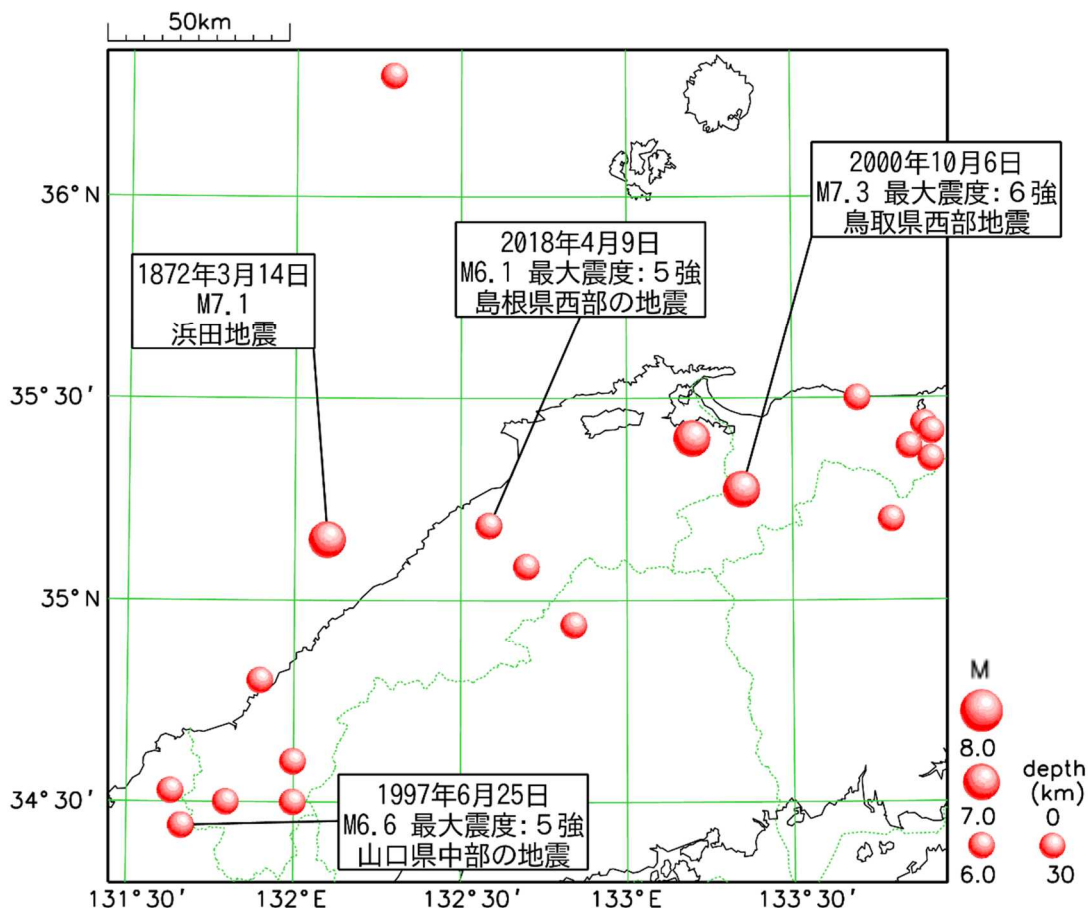 50km
36°N
2000年10月6日
M7.3 最大震度:6強
鳥取県西部地震
2018年4月9日
M6.1 最大震度:5強
島根県西部の地震
1872年3月14日
M7.1
浜田地震
35°30′
35°N
34°30′
1997年6月25日
M6.6 最大震度:5強
山口県中部の地震
M
8.0
7.0
6.0
depth
(km)
0
30
131°30′
132°E
132°30′
133°E
133°30′